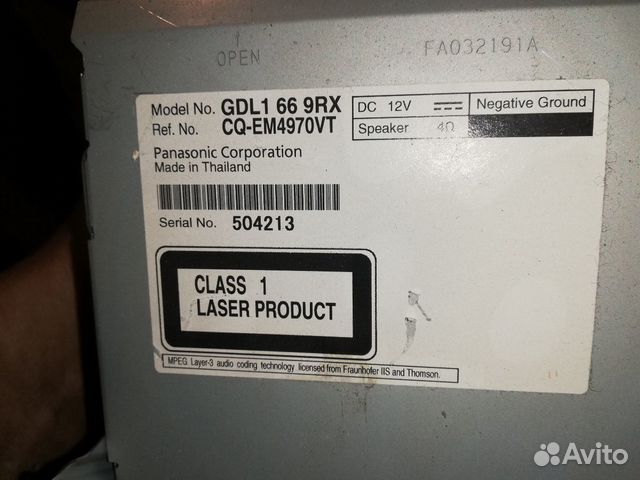 OPEN
FA032191A
Model No. GDL1 66 9RX
Ref. No. CQ-EM4970VT
DC 12V
Negative Ground
Speaker 4Ω
Panasonic Corporation
Made in Thailand
Serial No. 504213
CLASS 1
LASER PRODUCT
MPEG Layer-3 audio coding technology licensed from Fraunhofer IIS and Thomson.
Avito